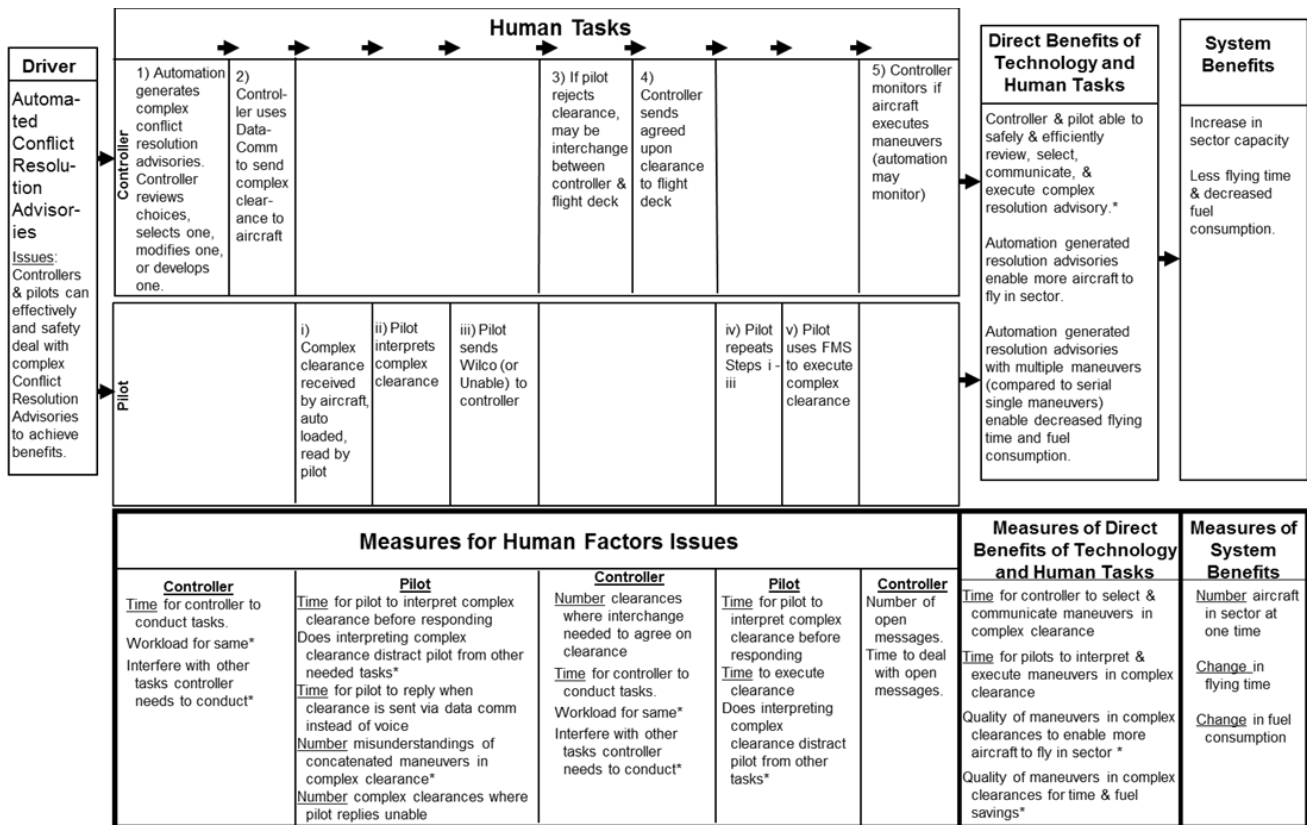 Driver
Automated
Conflict
Resolu-
tion
Advisor-
ies
Issues:
Controllers
& pilots can
effectively
and safety
deal with
complex
Conflict
Resolution
Advisories
to achieve
benefits.
Human Tasks
Controller
1) Automation
generates
complex
conflict
resolution
advisories.
Controller
reviews
choices,
selects one,
modifies one,
or develops
one.
2)
Control-
ler uses
Data-
Comm to
send
complex
clear-
ance to
aircraft
3) If pilot
rejects
clearance,
may be
interchange
between
controller &
flight deck
4)
Controller
sends
agreed
upon
clearance
to flight
deck
5) Controller
monitors if
aircraft
executes
maneuvers
(automation
may
monitor)
Pilot
i)
Complex
clearance
received
by aircraft,
auto
loaded,
read by
pilot
ii) Pilot
interprets
complex
clearance
iii) Pilot
sends
Wilco (or
Unable) to
controller
iv) Pilot
repeats
Steps i -
iii
v) Pilot
uses FMS
to execute
complex
clearance
Direct Benefits of
Technology and
Human Tasks
Controller & pilot able to
safely & efficiently
review, select,
communicate, &
execute complex
resolution advisory.*
Automation generated
resolution advisories
enable more aircraft to
fly in sector.
Automation generated
resolution advisories
with multiple maneuvers
(compared to serial
single maneuvers)
enable decreased flying
time and fuel
consumption.
System
Benefits
Increase in
sector capacity
Less flying time
& decreased
fuel
consumption.
Measures for Human Factors Issues
Controller
Time for controller to
conduct tasks.
Workload for same*
Interfere with other
tasks controller
needs to conduct*
Pilot
Time for pilot to interpret complex
clearance before responding
Does interpreting complex
clearance distract pilot from other
needed tasks*
Time for pilot to reply when
clearance is sent via data comm
instead of voice
Number misunderstandings of
concatenated maneuvers in
complex clearance*
Number complex clearances where
pilot replies unable
Controller
Number clearances
where interchange
needed to agree on
clearance
Time for controller to
conduct tasks.
Workload for same*
Interfere with other
tasks controller
needs to conduct*
Pilot
Time for pilot to
interpret complex
clearance before
responding
Time to execute
clearance
Does interpreting
complex
clearance distract
pilot from other
tasks*
Controller
Number of
open
messages.
Time to deal
with open
messages.
Measures of Direct
Benefits of Technology
and Human Tasks
Time for controller to select &
communicate maneuvers in
complex clearance
Time for pilots to interpret &
execute maneuvers in complex
clearance
Quality of maneuvers in complex
clearances to enable more
aircraft to fly in sector *
Quality of maneuvers in complex
clearances for time & fuel
savings*
Measures of
System
Benefits
Number aircraft
in sector at
one time
Change in
flying time
Change in fuel
consumption